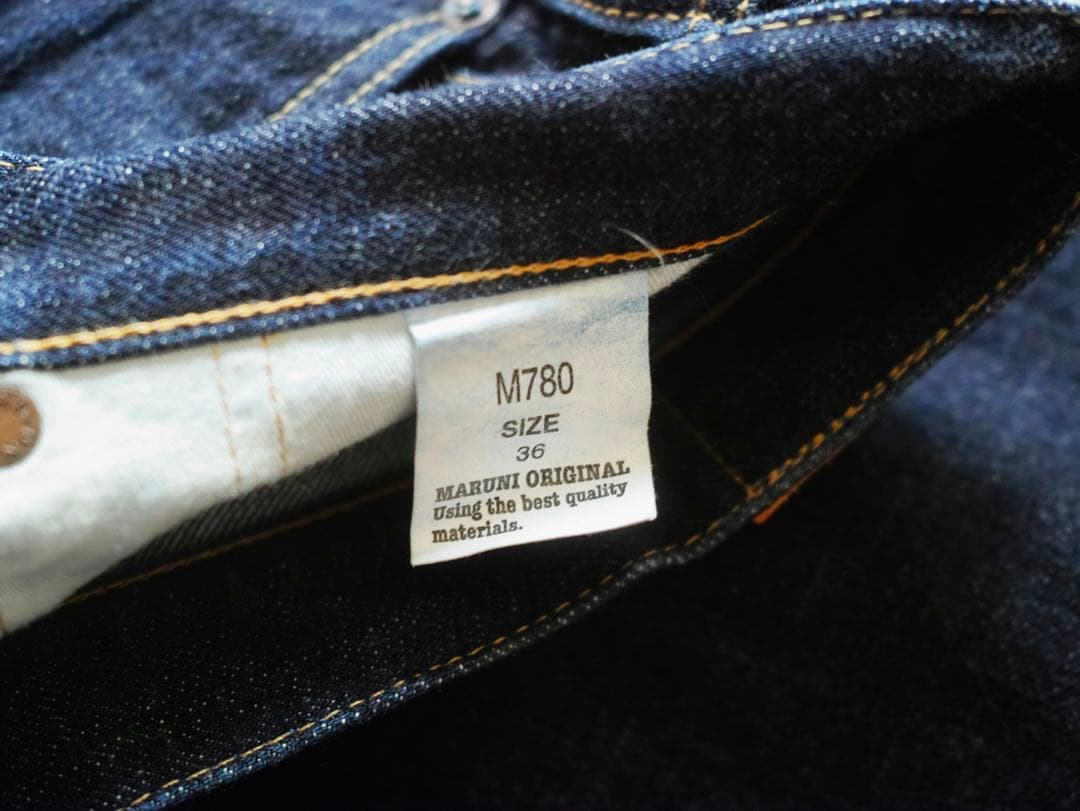 M780
SIZE
36
MARUNI ORIGINAL
Using the best quality
materials.